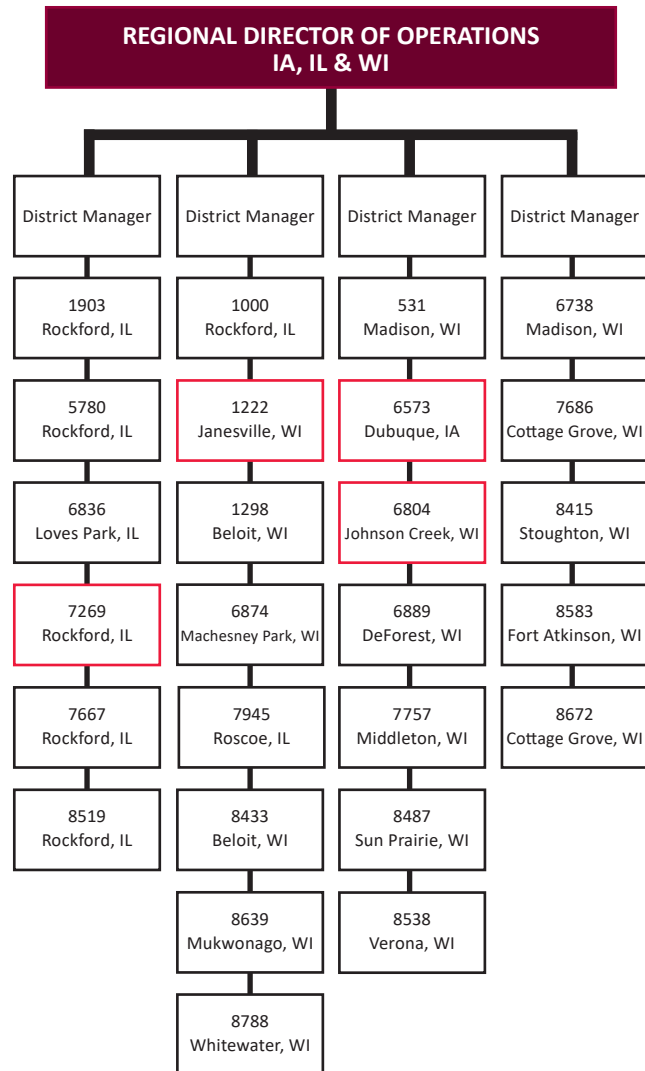 REGIONAL DIRECTOR OF OPERATIONS
IA, IL & WI
District Manager
1903
Rockford, IL
5780
Rockford, IL
6836
Loves Park, IL
7269
Rockford, IL
7667
Rockford, IL
8519
Rockford, IL
District Manager
1000
Rockford, IL
1222
Janesville, WI
1298
Beloit, WI
6874
Machesney Park, WI
7945
Roscoe, IL
8433
Beloit, WI
8639
Mukwonago, WI
8788
Whitewater, WI
District Manager
531
Madison, WI
6573
Dubuque, IA
6804
Johnson Creek, WI
6889
DeForest, WI
7757
Middleton, WI
8487
Sun Prairie, WI
8538
Verona, WI
District Manager
6738
Madison, WI
7686
Cottage Grove, WI
8415
Stoughton, WI
8583
Fort Atkinson, WI
8672
Cottage Grove, WI